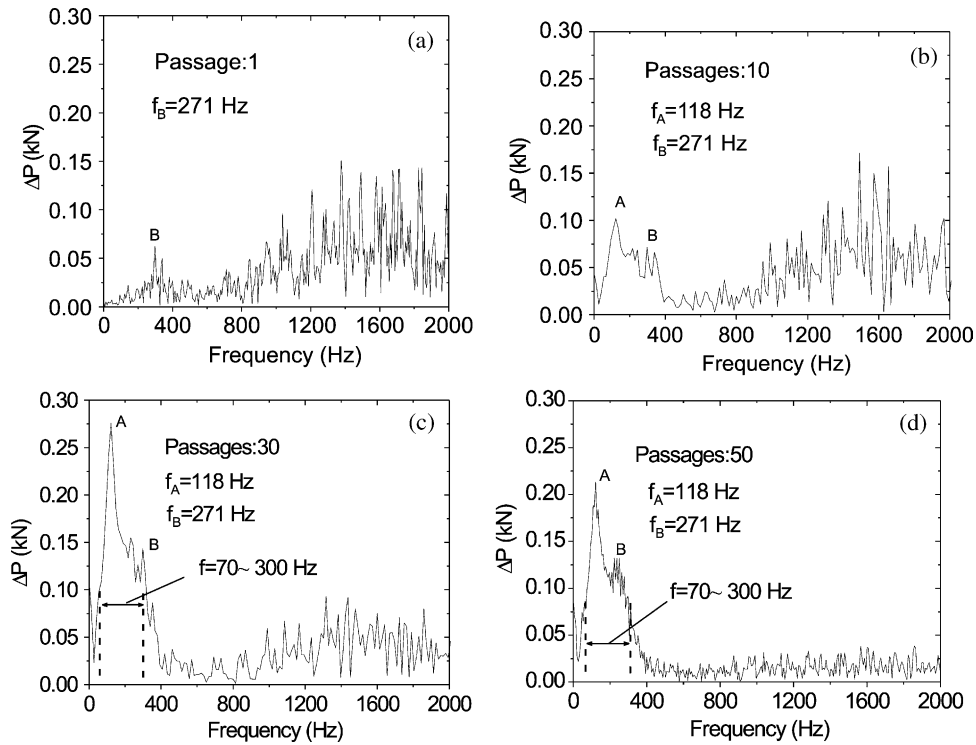 (a)
Passage:1
f_B=271 Hz
B
ΔP (kN)
0.30
0.25
0.20
0.15
0.10
0.05
0.00
0 400 800 1200 1600 2000
Frequency (Hz)
(b)
Passages:10
f_A=118 Hz
f_B=271 Hz
A
B
ΔP (kN)
0.30
0.25
0.20
0.15
0.10
0.05
0.00
0 400 800 1200 1600 2000
Frequency (Hz)
(c)
A
Passages:30
f_A=118 Hz
f_B=271 Hz
B
f=70~ 300 Hz
ΔP (kN)
0.30
0.25
0.20
0.15
0.10
0.05
0.00
0 400 800 1200 1600 2000
Frequency (Hz)
(d)
Passages:50
A
f_A=118 Hz
f_B=271 Hz
B
f=70~ 300 Hz
ΔP (kN)
0.30
0.25
0.20
0.15
0.10
0.05
0.00
0 400 800 1200 1600 2000
Frequency (Hz)